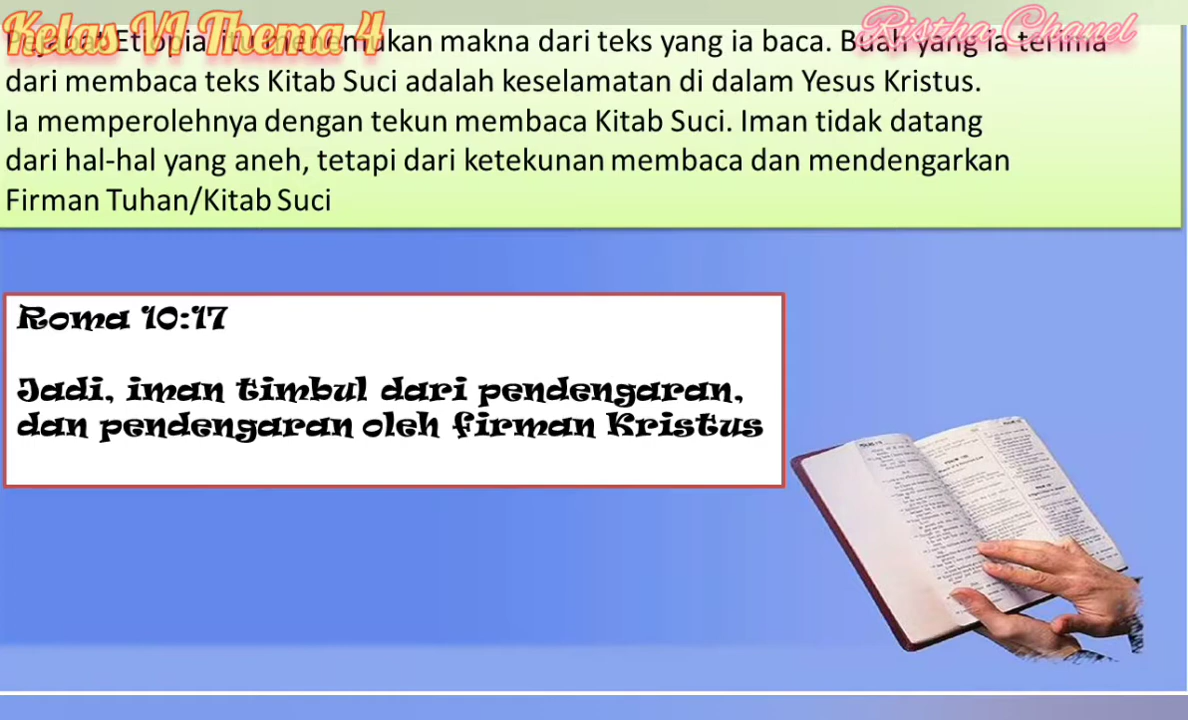 Kelas VI Thema 4
Ristha Chanel
Pejabat Etiopia itu menemukan makna dari teks yang ia baca. Buah yang ia terima
dari membaca teks Kitab Suci adalah keselamatan di dalam Yesus Kristus.
Ia memperolehnya dengan tekun membaca Kitab Suci. Iman tidak datang
dari hal-hal yang aneh, tetapi dari ketekunan membaca dan mendengarkan
Firman Tuhan/Kitab Suci
Roma 10:17
Jadi, iman timbul dari pendengaran,
dan pendengaran oleh firman Kristus